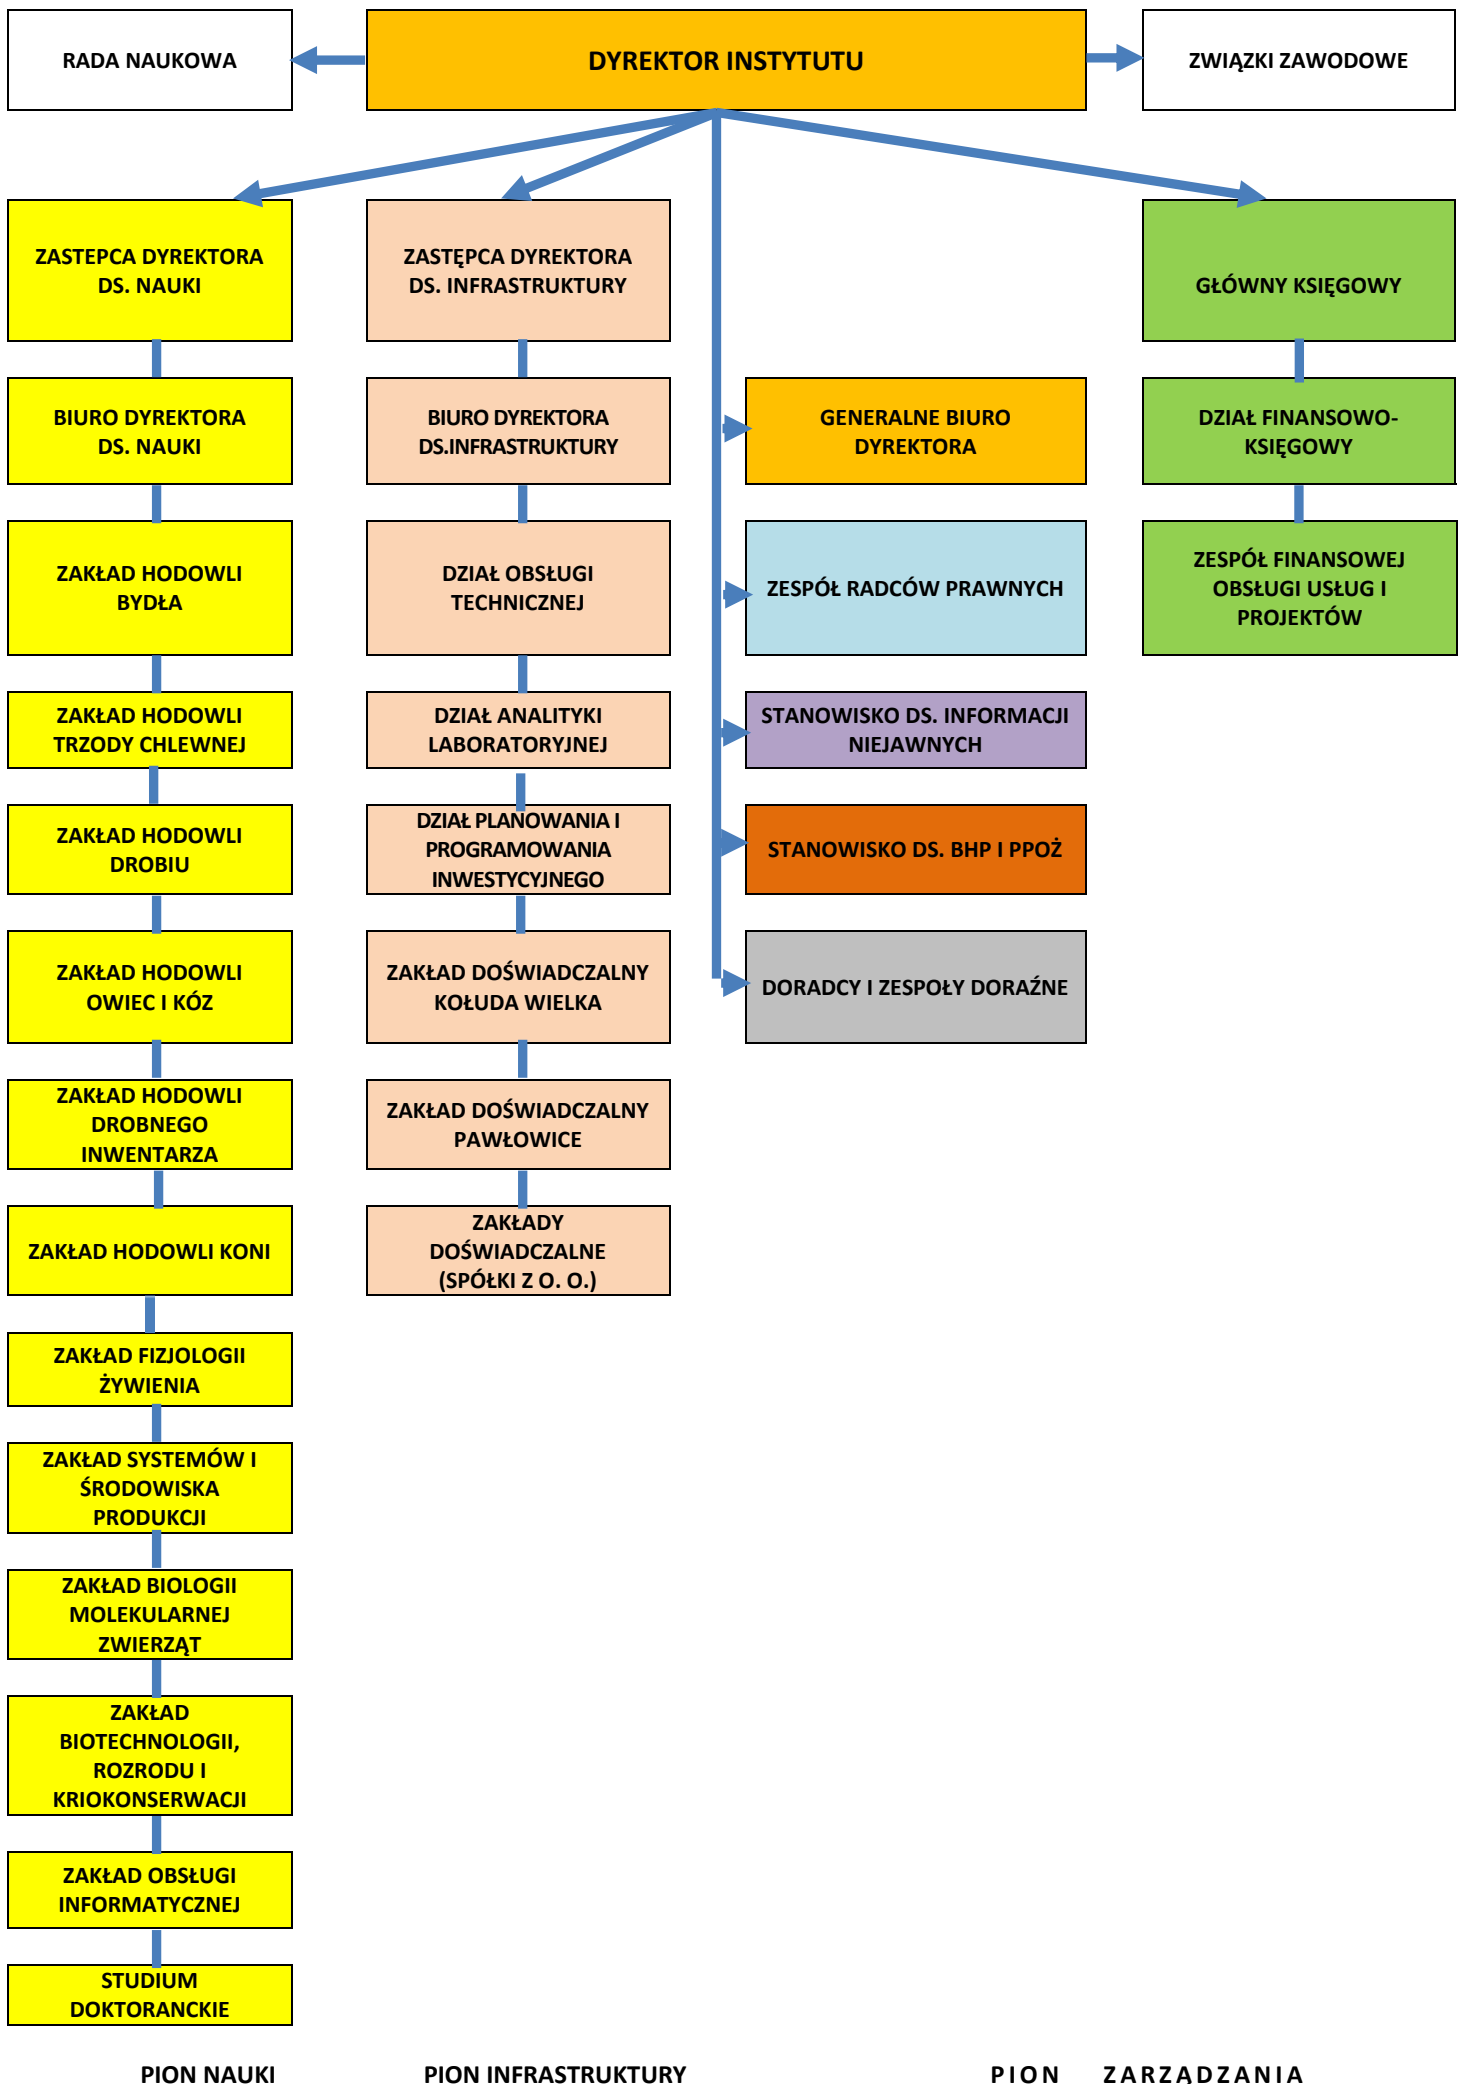 RADA NAUKOWA
DYREKTOR INSTYTUTU
ZWIĄZKI ZAWODOWE
ZASTEPCA DYREKTORA
DS. NAUKI
ZASTĘPCA DYREKTORA
DS. INFRASTRUKTURY
GŁÓWNY KSIĘGOWY
BIURO DYREKTORA
DS. NAUKI
BIURO DYREKTORA
DS.INFRASTRUKTURY
GENERALNE BIURO
DYREKTORA
DZIAŁ FINANSOWO-
KSIĘGOWY
ZAKŁAD HODOWLI
BYDŁA
DZIAŁ OBSŁUGI
TECHNICZNEJ
ZESPÓŁ RADCÓW PRAWNYCH
ZESPÓŁ FINANSOWEJ
OBSŁUGI USŁUG I
PROJEKTÓW
ZAKŁAD HODOWLI
TRZODY CHLEWNEJ
DZIAŁ ANALITYKI
LABORATORYJNEJ
STANOWISKO DS. INFORMACJI
NIEJAWNYCH
ZAKŁAD HODOWLI
DROBIU
DZIAŁ PLANOWANIA I
PROGRAMOWANIA
INWESTYCYJNEGO
STANOWISKO DS. BHP I PPOŻ
ZAKŁAD HODOWLI
OWIEC I KÓZ
ZAKŁAD DOŚWIADCZALNY
KOŁUDA WIELKA
DORADCY I ZESPOŁY DORAŹNE
ZAKŁAD HODOWLI
DROBNEGO
INWENTARZA
ZAKŁAD DOŚWIADCZALNY
PAWŁOWICE
ZAKŁAD HODOWLI KONI
ZAKŁADY
DOŚWIADCZALNE
(SPÓŁKI Z O. O.)
ZAKŁAD FIZJOLOGII
ŻYWIENIA
ZAKŁAD SYSTEMÓW I
ŚRODOWISKA
PRODUKCJI
ZAKŁAD BIOLOGII
MOLEKULARNEJ
ZWIERZĄT
ZAKŁAD
BIOTECHNOLOGII,
ROZRODU I
KRIOKONSERWACJI
ZAKŁAD OBSŁUGI
INFORMATYCZNEJ
STUDIUM
DOKTORANCKIE
PION NAUKI
PION INFRASTRUKTURY
PION ZARZĄDZANIA